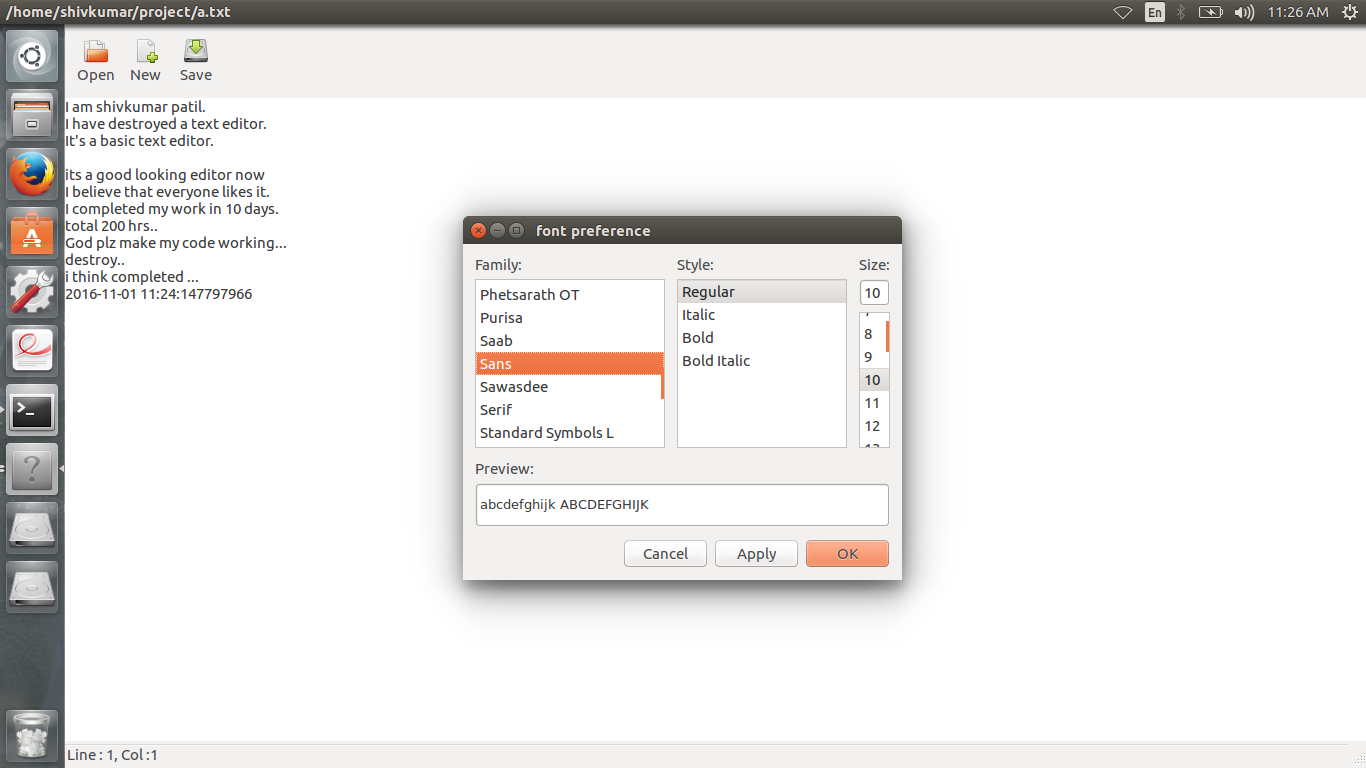 /home/shivkumar/project/a.txt
En
11:26 AM
Open New Save
I am shivkumar patil.
I have destroyed a text editor.
It's a basic text editor.
its a good looking editor now
I believe that everyone likes it.
I completed my work in 10 days.
total 200 hrs..
God plz make my code working...
destroy..
i think completed ...
2016-11-01 11:24:147797966
font preference
Family:
Phetsarath OT
Purisa
Saab
Sans
Sawasdee
Serif
Standard Symbols L
Style:
Regular
Italic
Bold
Bold Italic
Size:
10
8
9
10
11
12
Preview:
abcdefghijk ABCDEFGHIJK
Cancel Apply OK
Line : 1, Col :1